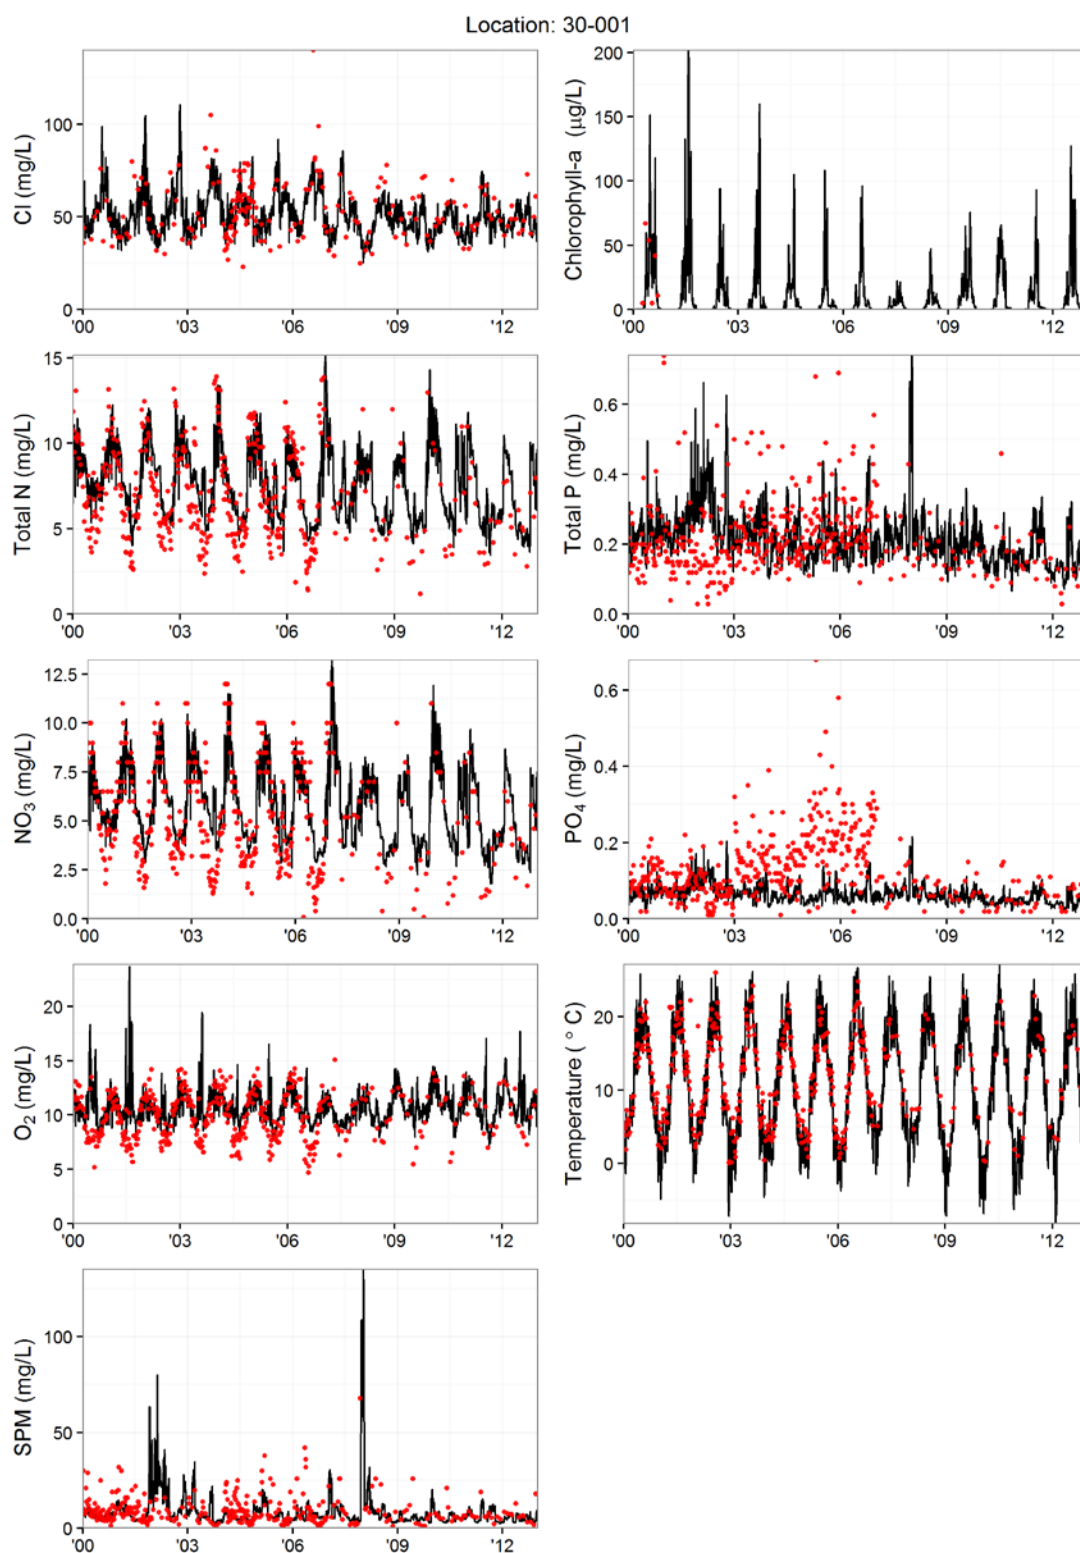 Location: 30-001
Cl (mg/L)
100
50
0
'00 '03 '06 '09 '12
Chlorophyll-a (μg/L)
200
150
100
50
0
'00 '03 '06 '09 '12
Total N (mg/L)
15
10
5
0
'00 '03 '06 '09 '12
Total P (mg/L)
0.6
0.4
0.2
0.0
'00 '03 '06 '09 '12
NO3 (mg/L)
12.5
10.0
7.5
5.0
2.5
0.0
'00 '03 '06 '09 '12
PO4 (mg/L)
0.6
0.4
0.2
0.0
'00 '03 '06 '09 '12
O2 (mg/L)
20
15
10
5
0
'00 '03 '06 '09 '12
Temperature ( ° C)
20
10
0
'00 '03 '06 '09 '12
SPM (mg/L)
100
50
0
'00 '03 '06 '09 '12